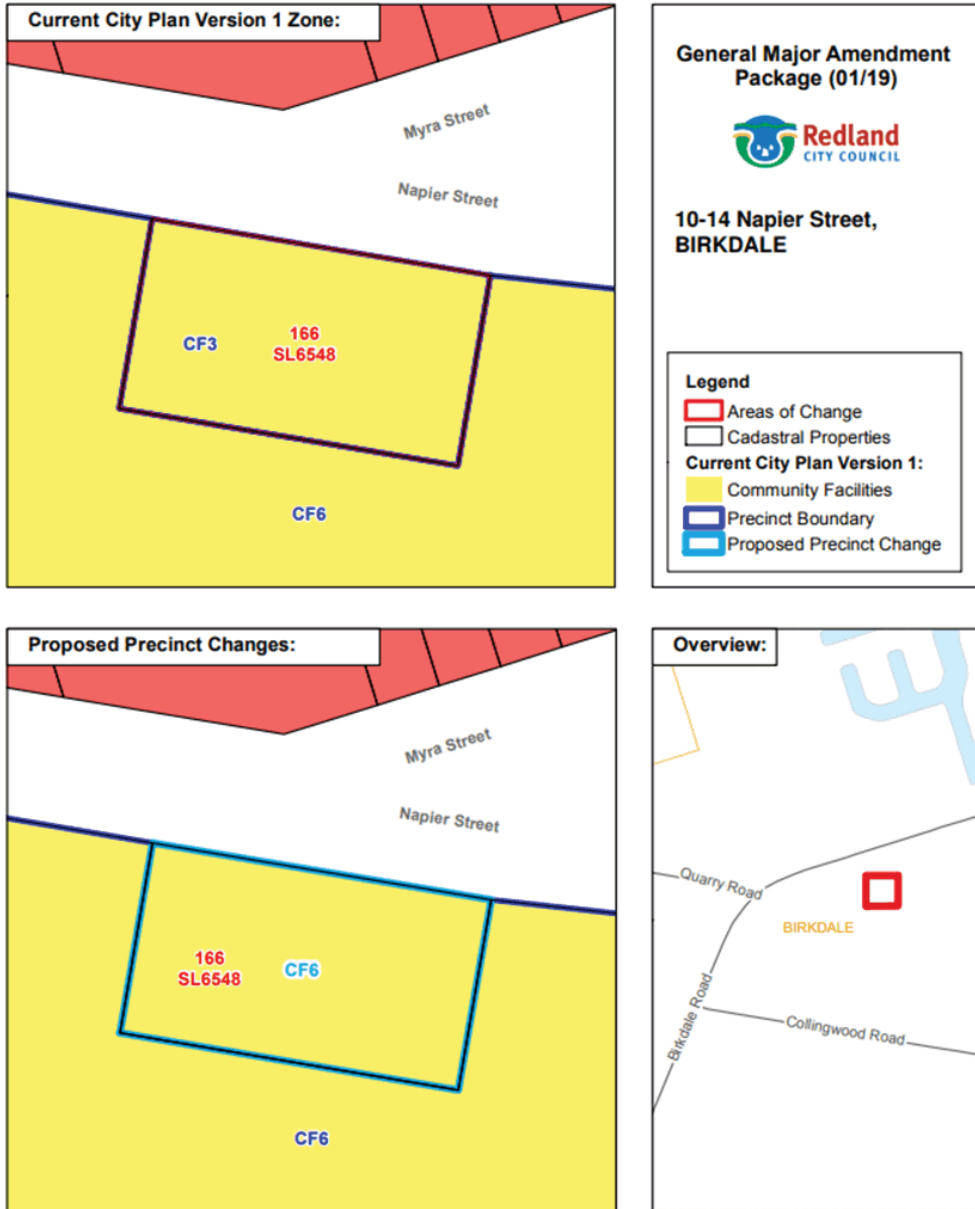 Current City Plan Version 1 Zone:
Myra Street
Napier Street
CF3
166
SL6548
CF6
General Major Amendment
Package (01/19)
Redland
CITY COUNCIL
10-14 Napier Street,
BIRKDALE
Legend
Areas of Change
Cadastral Properties
Current City Plan Version 1:
Community Facilities
Precinct Boundary
Proposed Precinct Change
Proposed Precinct Changes:
Myra Street
Napier Street
166
SL6548
CF6
CF6
Overview:
Quarry Road
BIRKDALE
Birkdale Road
Collingwood Road